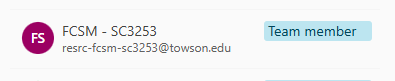 FS
FCSM - SC3253
Team member
resrc-fcsm-sc3253@towson.edu